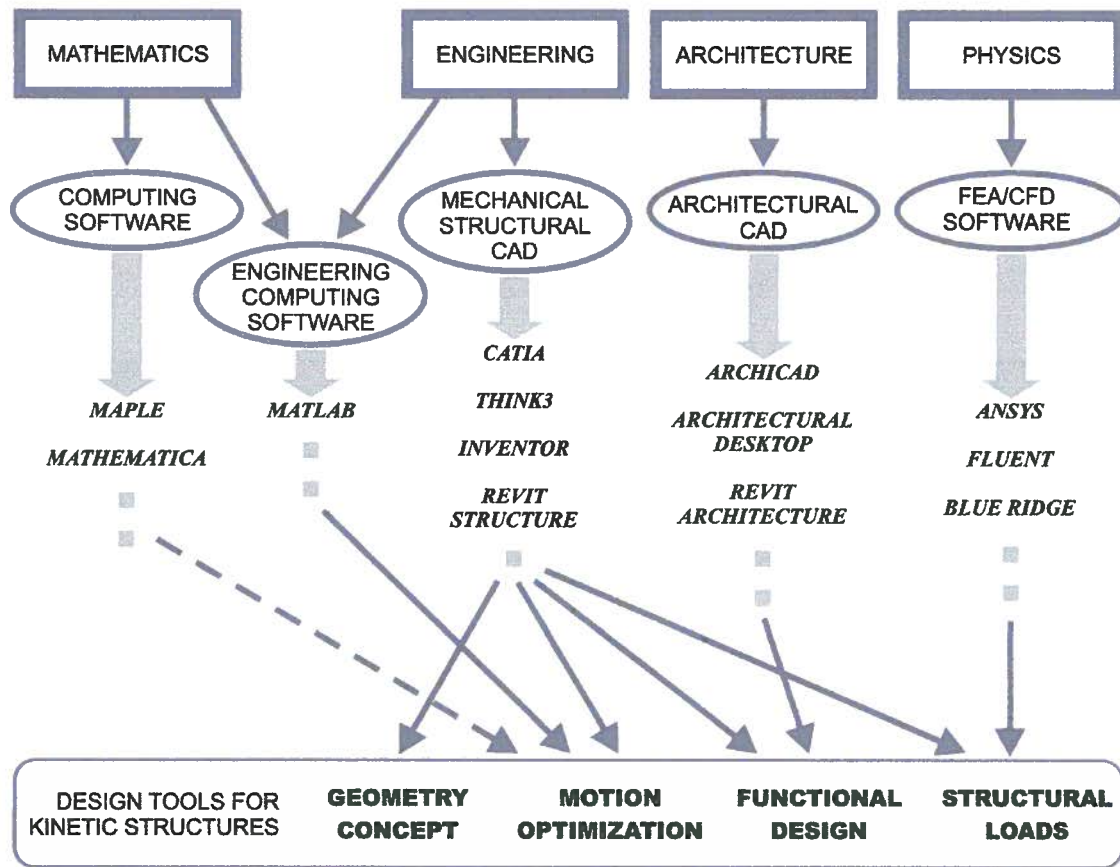 MATHEMATICS
ENGINEERING
ARCHITECTURE
PHYSICS
COMPUTING
SOFTWARE
ENGINEERING
COMPUTING
SOFTWARE
MECHANICAL
STRUCTURAL
CAD
ARCHITECTURAL
CAD
FEA/CFD
SOFTWARE
MAPLE
MATHEMATICA
MATLAB
CATIA
THINK3
INVENTOR
REVIT
STRUCTURE
ARCHICAD
ARCHITECTURAL
DESKTOP
REVIT
ARCHITECTURE
ANSYS
FLUENT
BLUE RIDGE
DESIGN TOOLS FOR
KINETIC STRUCTURES
GEOMETRY
CONCEPT
MOTION
OPTIMIZATION
FUNCTIONAL
DESIGN
STRUCTURAL
LOADS